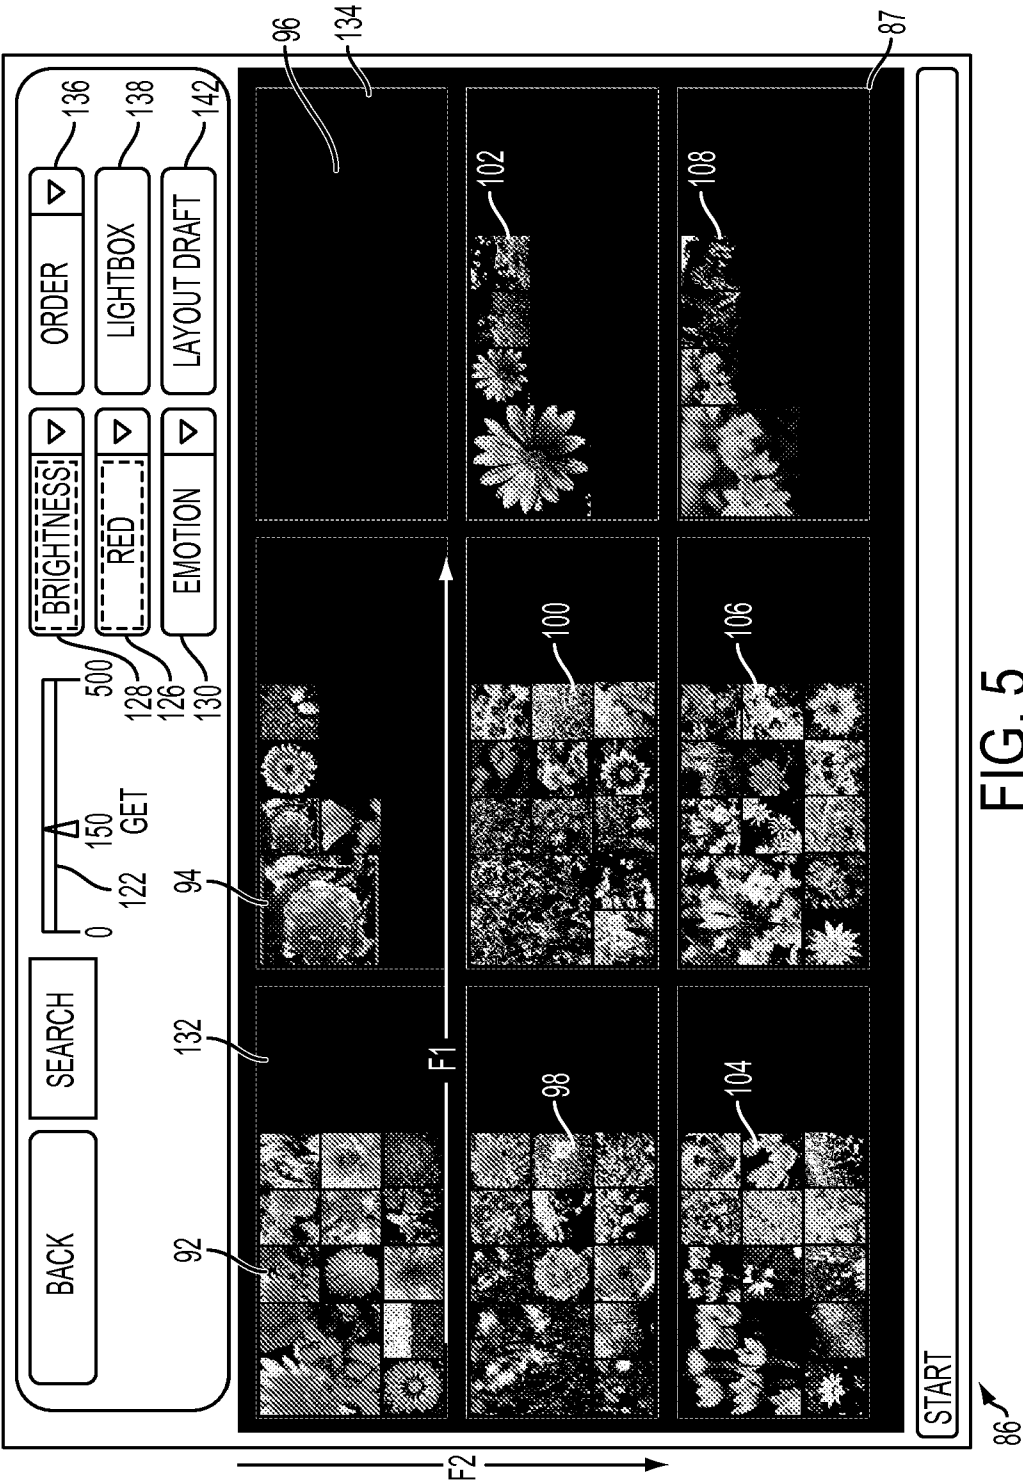 BACK
SEARCH
0
122
150
GET
500
BRIGHTNESS
RED
EMOTION
128
126
130
ORDER
LIGHTBOX
LAYOUT DRAFT
136
138
142
92
132
94
96
134
F1
F2
98
100
102
104
106
108
87
START
86
FIG. 5